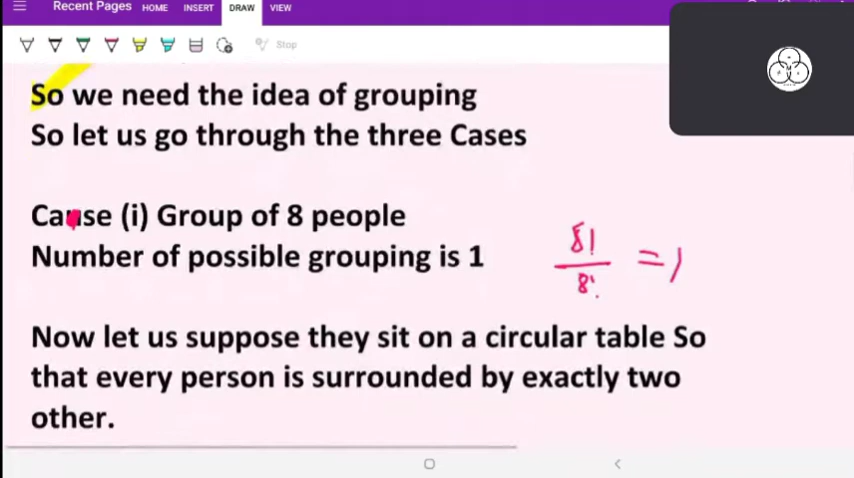 Recent Pages HOME INSERT DRAW VIEW
Stop
So we need the idea of grouping
So let us go through the three Cases
Cause (i) Group of 8 people
Number of possible grouping is 1
8!
8!
= 1
Now let us suppose they sit on a circular table So
that every person is surrounded by exactly two
other.